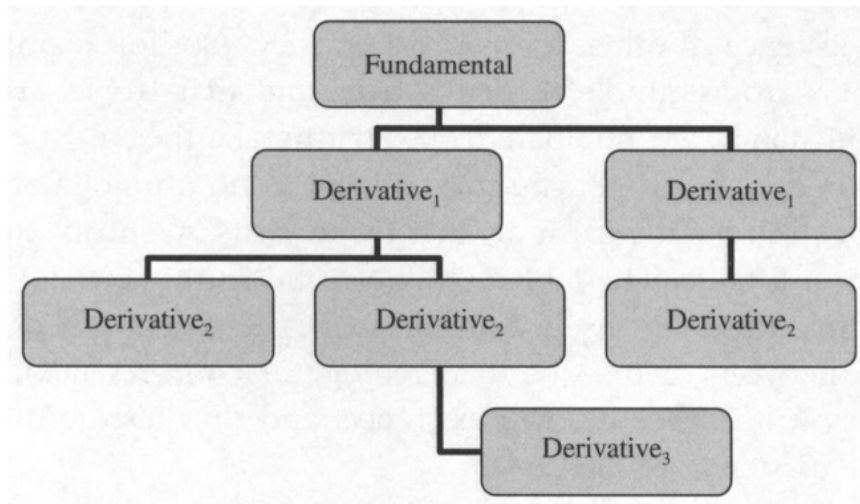 Fundamental
Derivative₁
Derivative₁
Derivative₂
Derivative₂
Derivative₂
Derivative₃